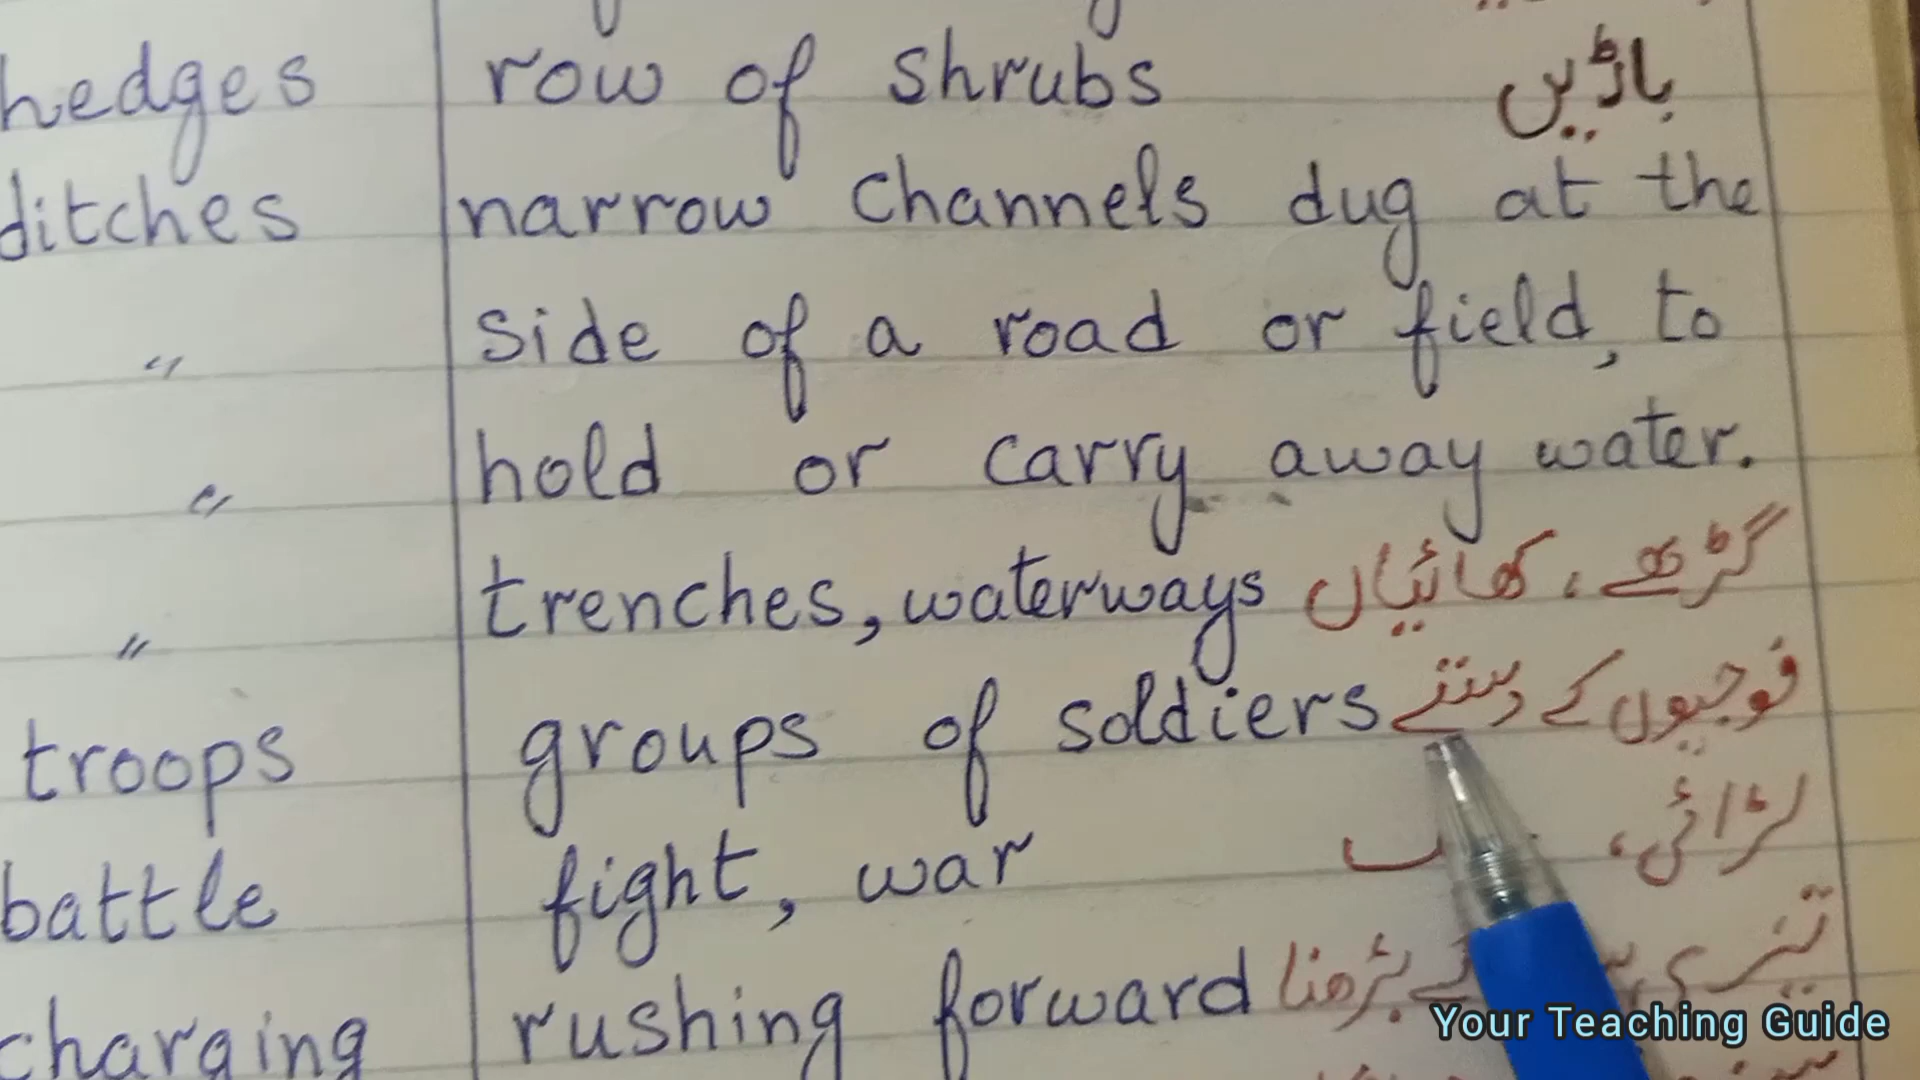 hedges row of shrubs باڑیں
ditches narrow channels dug at the
" side of a road or field, to
" hold or carry away water.
" trenches, waterways گڑھے ، کھائیاں
troops groups of soldiers فوجیوں کے دستے
battle fight, war لڑائی،
charging rushing forward تیزی بڑھنا
Your Teaching Guide